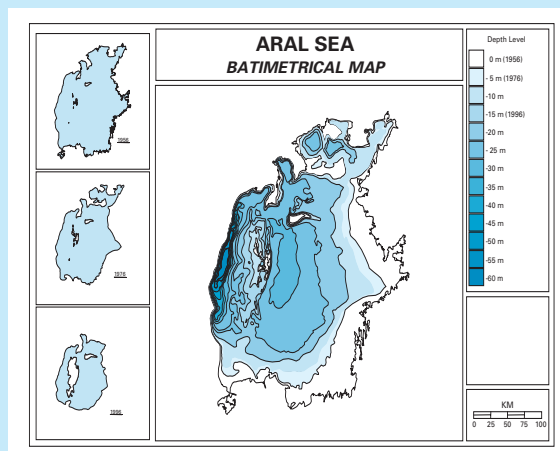 ARAL SEA
BATIMETRICAL MAP
1956
1976
1996
Depth Level
0 m (1956)
- 5 m (1976)
-10 m
-15 m (1996)
-20 m
- 25 m
-30 m
-35 m
-40 m
-45 m
-50 m
-55 m
-60 m
KM
0 25 50 75 100